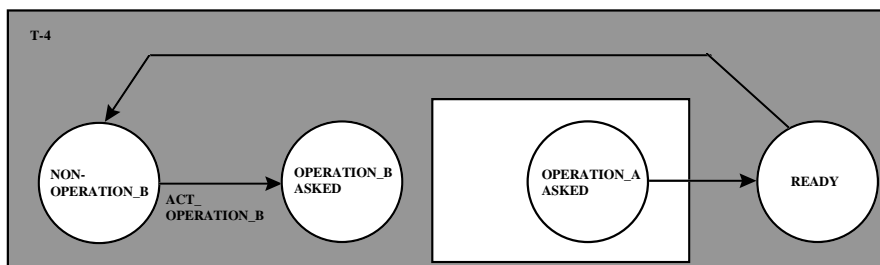 T-4
NON-
OPERATION_B
OPERATION_B
ASKED
OPERATION_A
ASKED
READY
ACT_
OPERATION_B